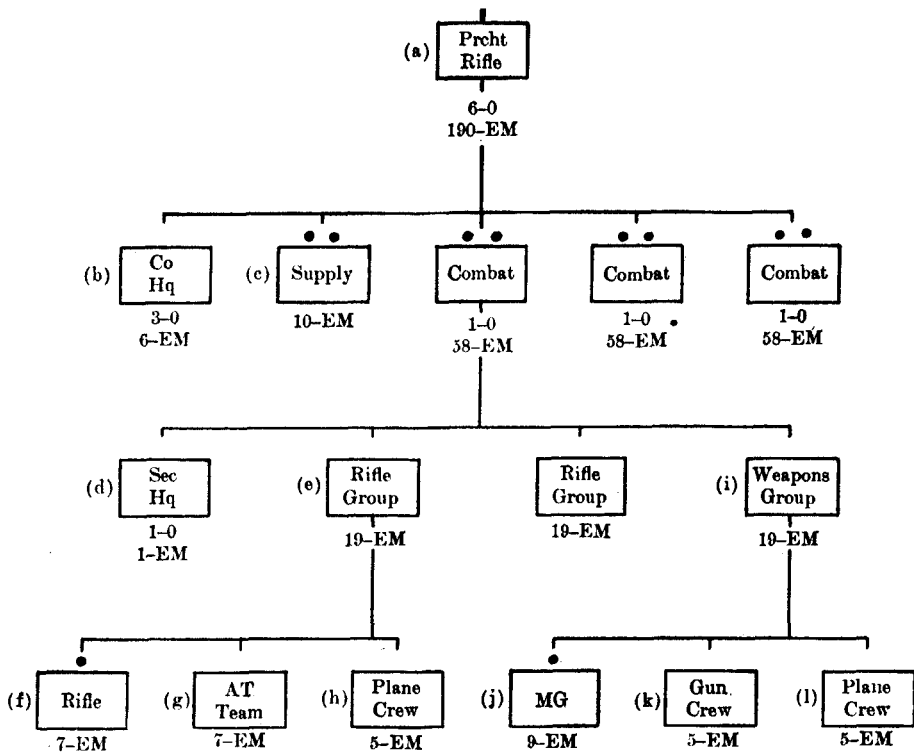 (a) Prcht
Rifle
6-0
190-EM
(b) Co
Hq
3-0
6-EM
(c) Supply
10-EM
Combat
1-0
58-EM
Combat
1-0
58-EM
Combat
1-0
58-EM
(d) Sec
Hq
1-0
1-EM
(e) Rifle
Group
19-EM
Rifle
Group
19-EM
(i) Weapons
Group
19-EM
(f) Rifle
7-EM
(g) AT
Team
7-EM
(h) Plane
Crew
5-EM
(j) MG
9-EM
(k) Gun
Crew
5-EM
(l) Plane
Crew
5-EM